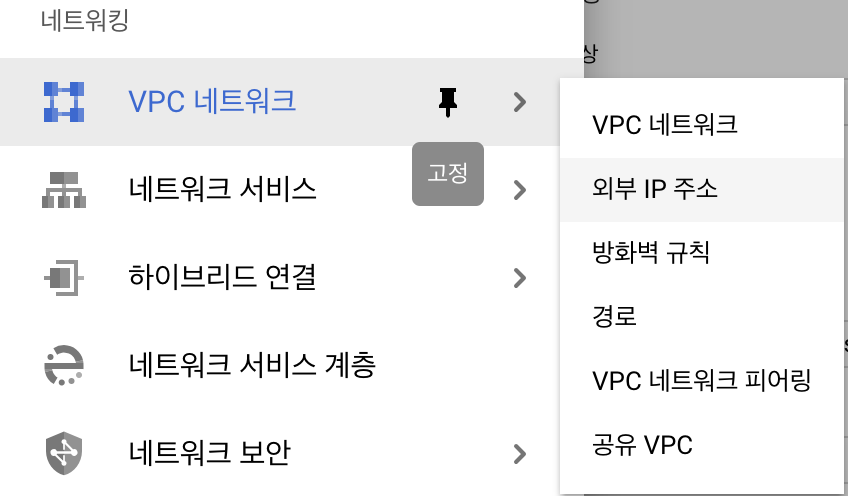 네트워킹
VPC 네트워크
고정
네트워크 서비스
하이브리드 연결
네트워크 서비스 계층
네트워크 보안
상
VPC 네트워크
외부 IP 주소
방화벽 규칙
경로
VPC 네트워크 피어링
공유 VPC